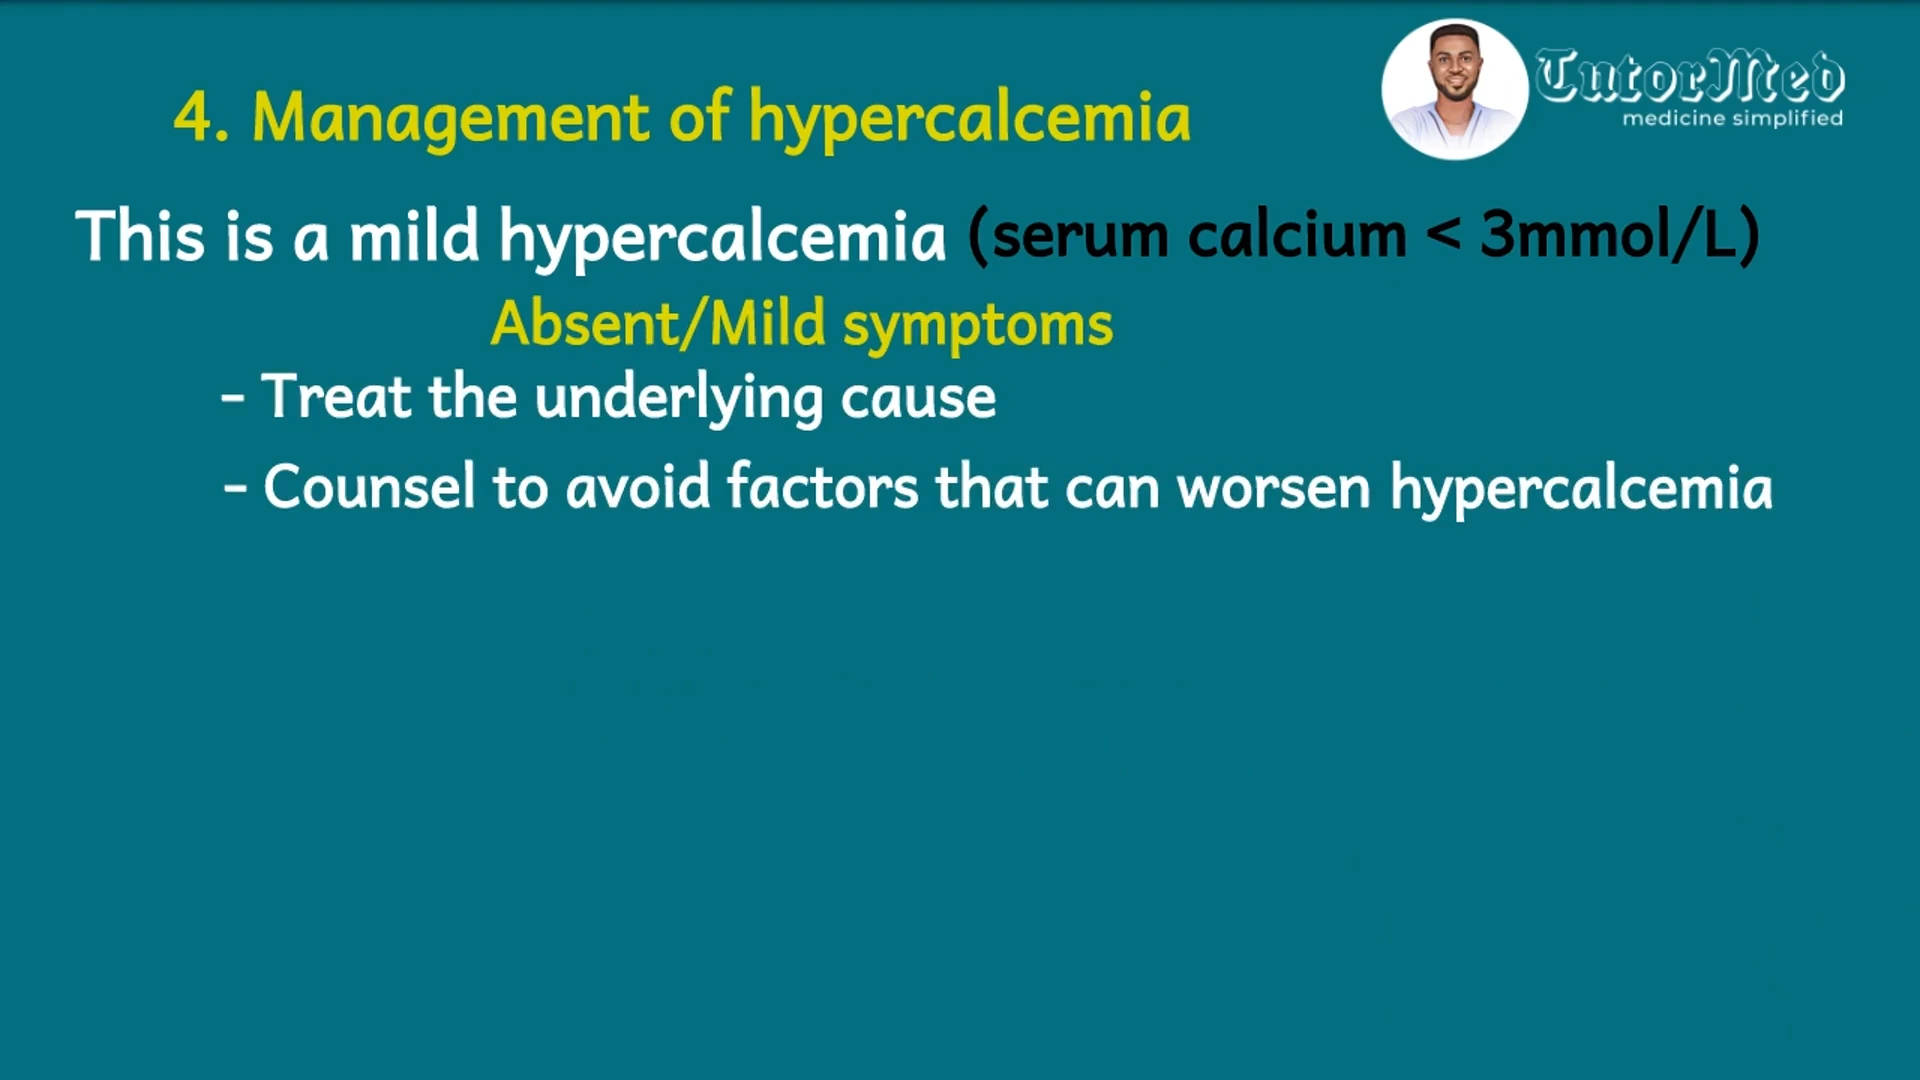 TutorMed
medicine simplified
4. Management of hypercalcemia
This is a mild hypercalcemia (serum calcium < 3mmol/L)
Absent/Mild symptoms
- Treat the underlying cause
- Counsel to avoid factors that can worsen hypercalcemia